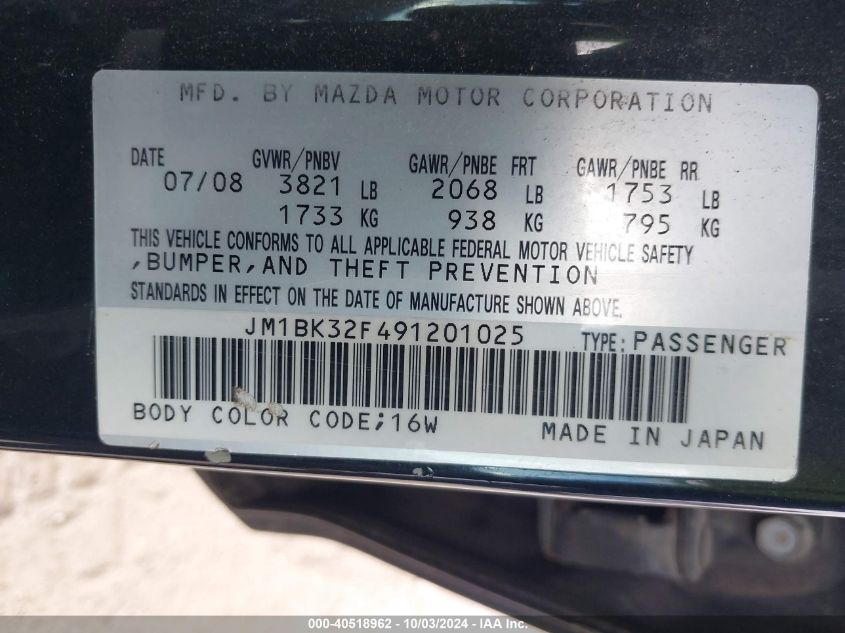 MFD. BY MAZDA MOTOR CORPORATION
DATE GVWR/PNBV GAWR/PNBE FRT GAWR/PNBE RR
07/08 3821 LB 2068 LB 1753 LB
1733 KG 938 KG 795 KG
THIS VEHICLE CONFORMS TO ALL APPLICABLE FEDERAL MOTOR VEHICLE SAFETY
,BUMPER,AND THEFT PREVENTION
STANDARDS IN EFFECT ON THE DATE OF MANUFACTURE SHOWN ABOVE.
JM1BK32F491201025 TYPE:PASSENGER
BODY COLOR CODE;16W
MADE IN JAPAN
000-40518962 - 10/03/2024 - IAA Inc.